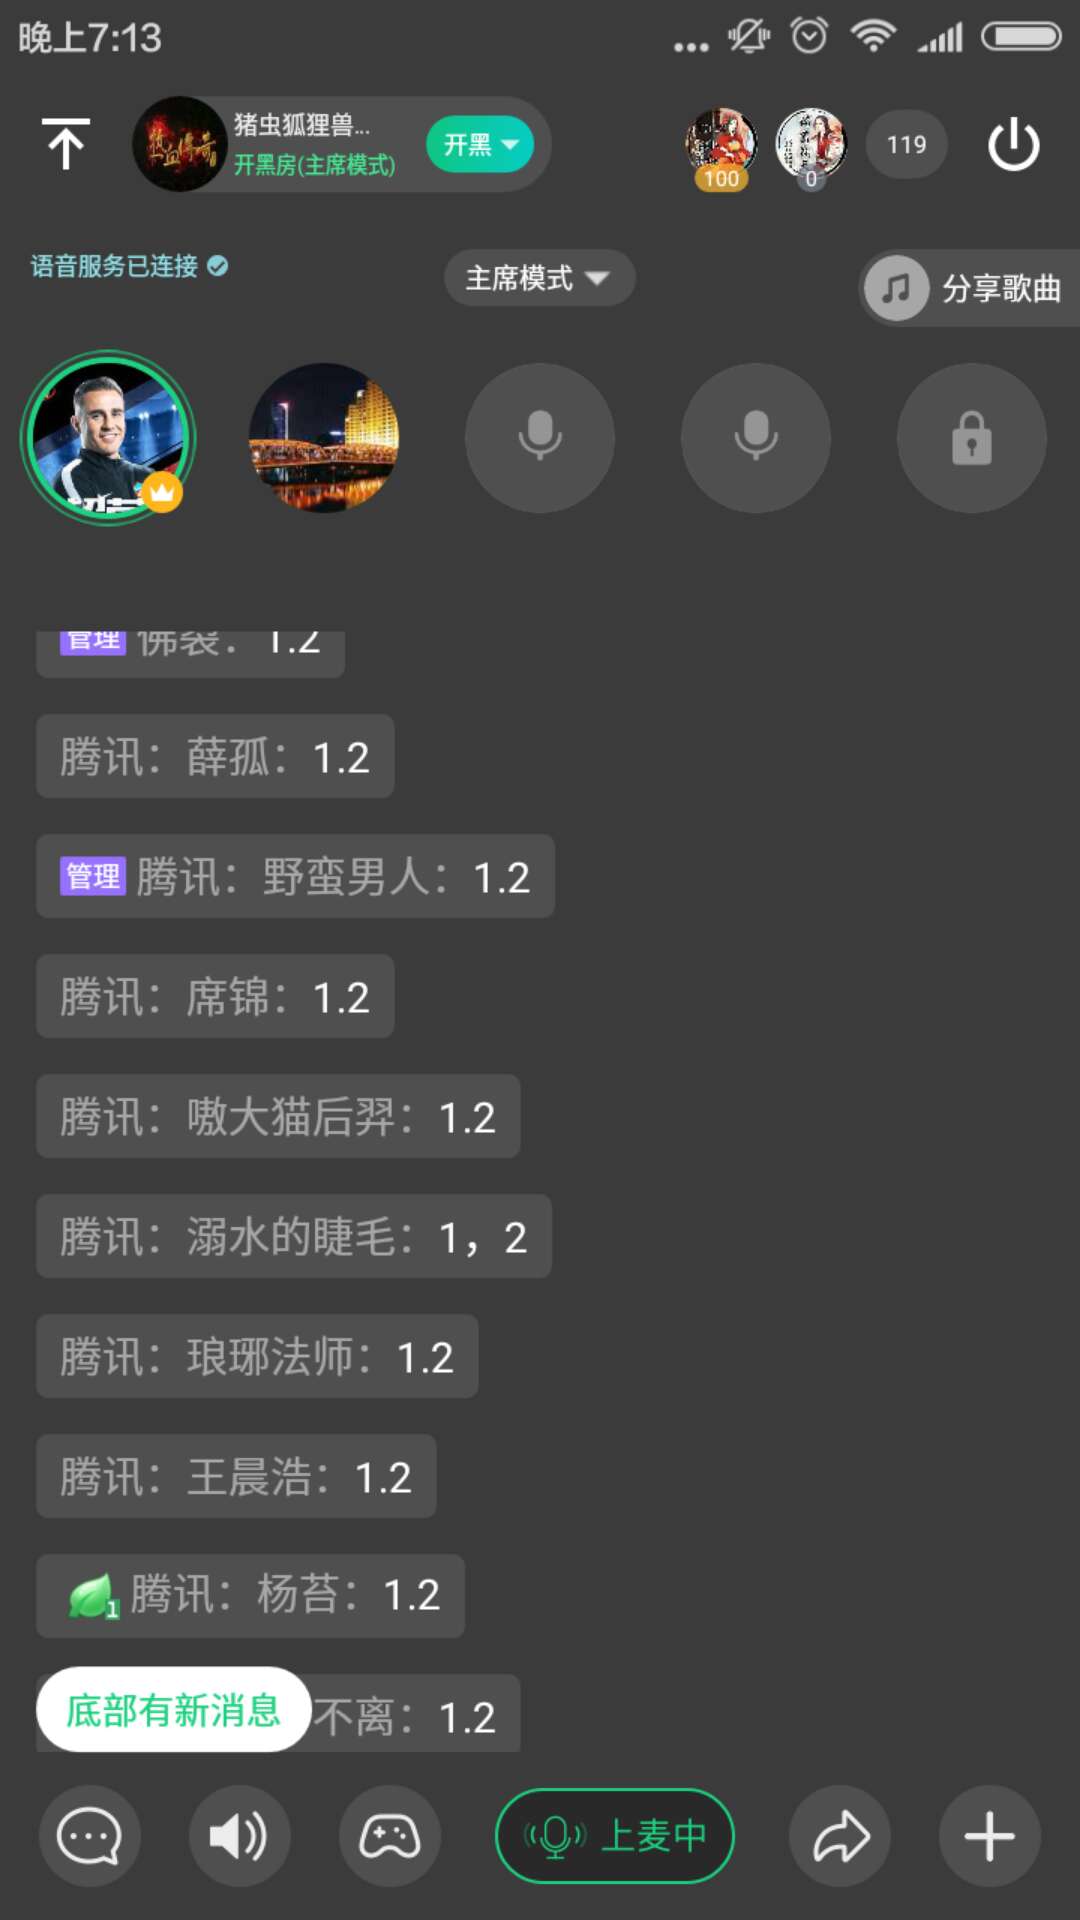 晚上7:13
猪虫狐狸兽...
开黑房(主席模式)
开黑
100
0
119
语音服务已连接
主席模式
分享歌曲
管理 佛裂：1.2
腾讯：薛孤：1.2
管理 腾讯：野蛮男人：1.2
腾讯：席锦：1.2
腾讯：嗷大猫后羿：1.2
腾讯：溺水的睫毛：1，2
腾讯：琅琊法师：1.2
腾讯：王晨浩：1.2
1 腾讯：杨苔：1.2
底部有新消息
不离：1.2
上麦中